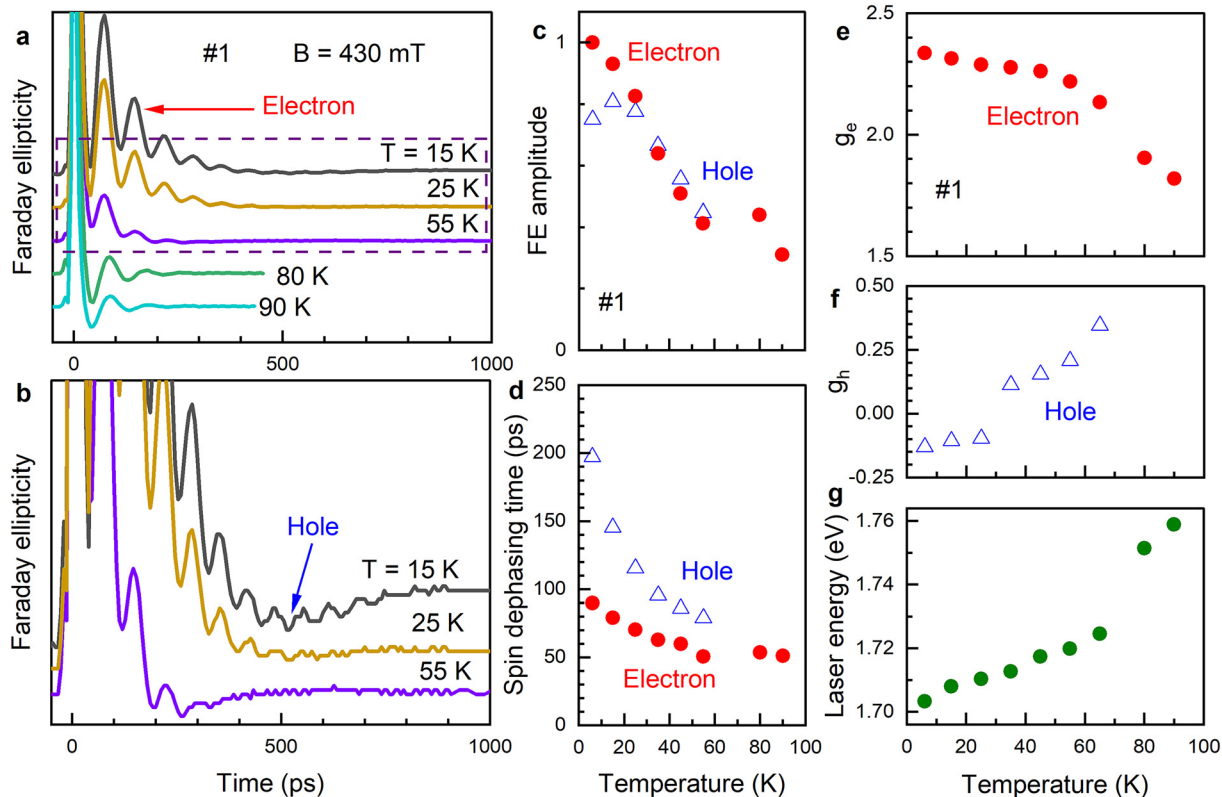 a
#1
B = 430 mT
Electron
T = 15 K
25 K
55 K
80 K
90 K
Faraday ellipticity
0
500
1000
b
Hole
T = 15 K
25 K
55 K
Faraday ellipticity
0
500
1000
Time (ps)
c
Electron
Hole
#1
FE amplitude
1
0
d
Hole
Electron
Spin dephasing time (ps)
250
200
150
100
50
0
0
20
40
60
80
100
Temperature (K)
e
Electron
#1
gₑ
2.5
2.0
1.5
f
Hole
gₕ
0.50
0.25
0.00
-0.25
g
Laser energy (eV)
1.76
1.74
1.72
1.70
0
20
40
60
80
100
Temperature (K)